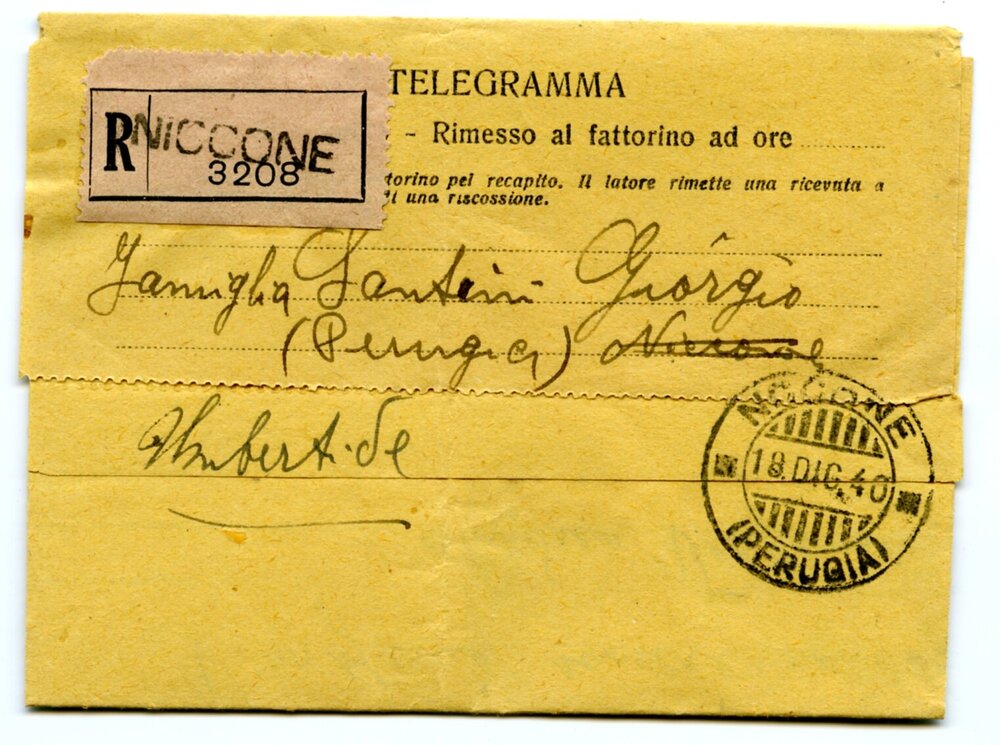 TELEGRAMMA
R NICCONE
3208
- Rimesso al fattorino ad ore
torino pel recapito. Il latore rimette una ricevuta a
di una riscossione.
Famiglia Santini Giorgio
(Perugia) Niccone
Umbertide
NICCONE
18.DIC.40
(PERUGIA)